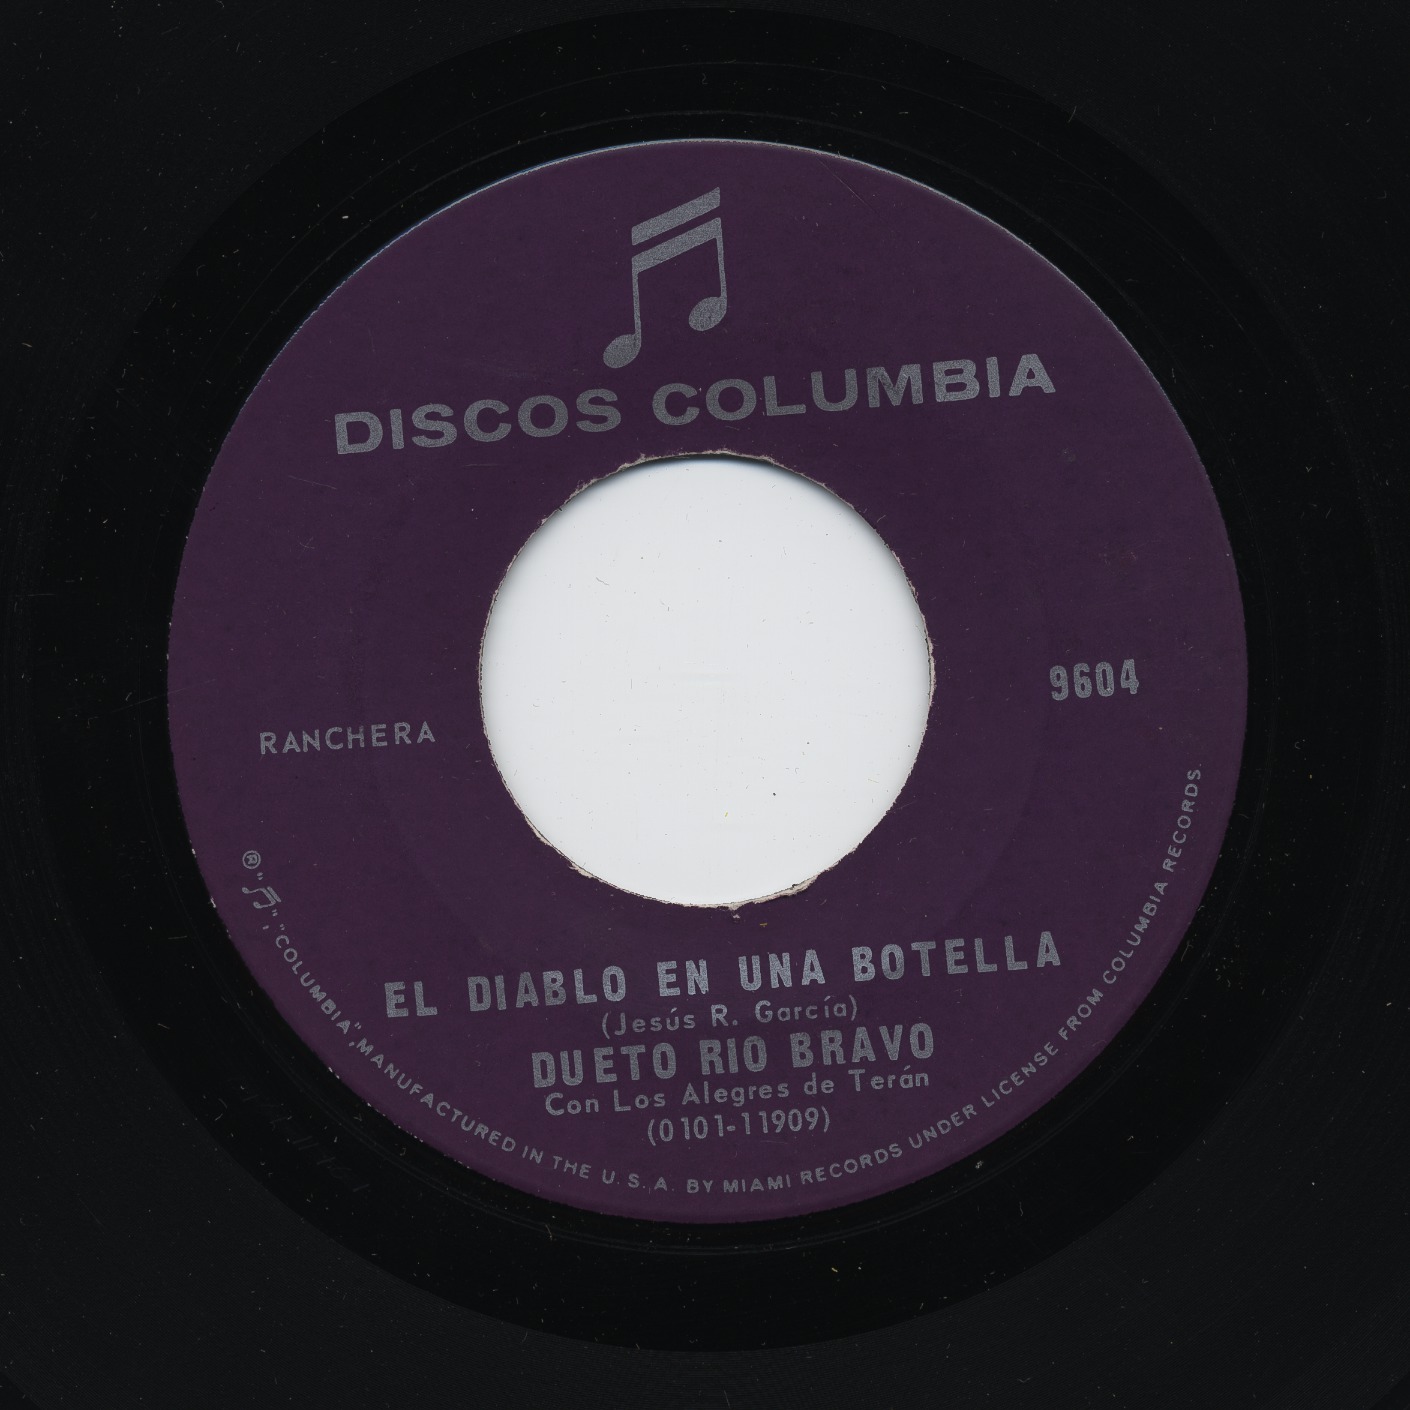 DISCOS COLUMBIA
9604
RANCHERA
EL DIABLO EN UNA BOTELLA
(Jesús R. García)
DUETO RIO BRAVO
Con Los Alegres de Terán
(0101-11909)
® "♫", "COLUMBIA", MANUFACTURED IN THE U.S.A. BY MIAMI RECORDS UNDER LICENSE FROM COLUMBIA RECORDS.